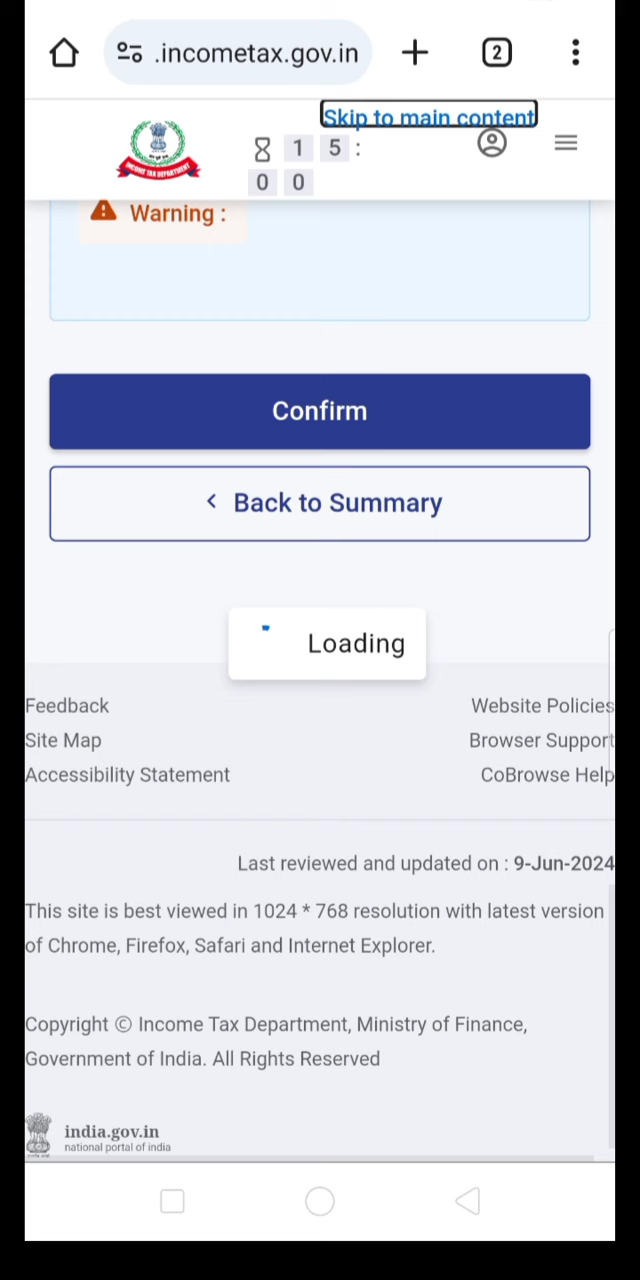 .incometax.gov.in
2
Skip to main content
1 5 :
0 0
INCOME TAX DEPARTMENT
Warning :
Confirm
Back to Summary
Loading
Feedback
Website Policies
Site Map
Browser Support
Accessibility Statement
CoBrowse Help
Last reviewed and updated on : 9-Jun-2024
This site is best viewed in 1024 * 768 resolution with latest version
of Chrome, Firefox, Safari and Internet Explorer.
Copyright © Income Tax Department, Ministry of Finance,
Government of India. All Rights Reserved
india.gov.in
national portal of india